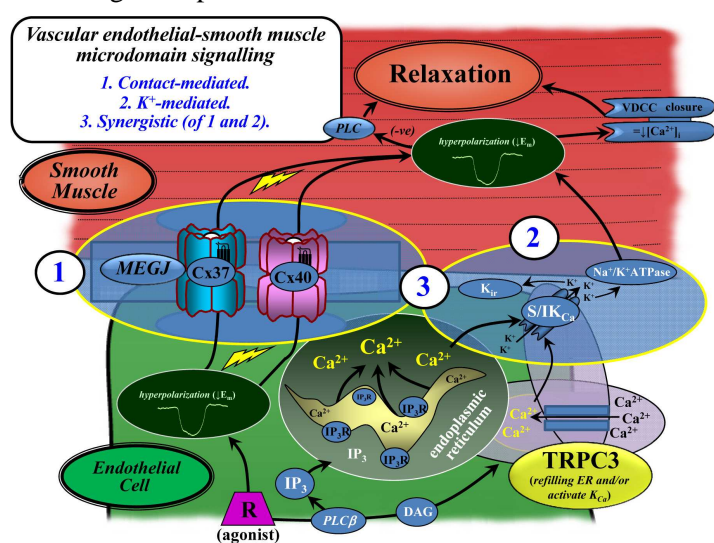 Vascular endothelial-smooth muscle
microdomain signalling
1. Contact-mediated.
2. K⁺-mediated.
3. Synergistic (of 1 and 2).
Relaxation
VDCC closure
=↓[Ca²⁺]ᵢ
PLC
(-ve)
hyperpolarization (↓Eₘ)
Smooth
Muscle
1
MEGJ
Cx37
Cx40
3
2
Na⁺/K⁺ATPase
Kir
K⁺
K⁺
K⁺
S/IKCa
K⁺
K⁺
Ca²⁺
Ca²⁺
Ca²⁺
Ca²⁺
Ca²⁺
Ca²⁺
IP₃R
IP₃R
IP₃R
IP₃R
IP₃
endoplasmic
reticulum
hyperpolarization (↓Eₘ)
Ca²⁺
Ca²⁺
Ca²⁺
Ca²⁺
Ca²⁺
Endothelial
Cell
IP₃
R
(agonist)
PLCβ
DAG
TRPC3
(refilling ER and/or
activate KCa)